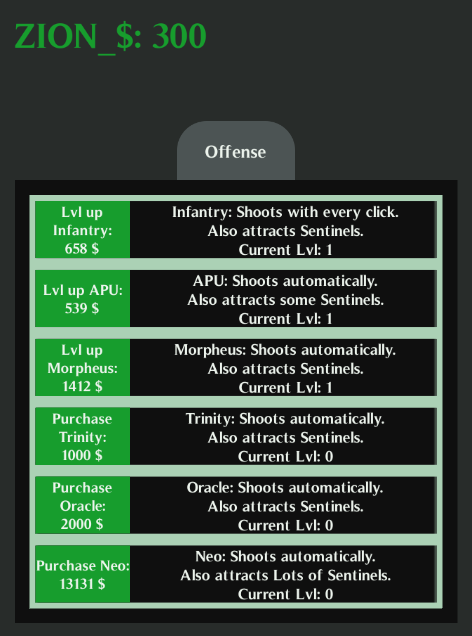 ZION_$: 300
Offense
Lvl up
Infantry:
658 $
Infantry: Shoots with every click.
Also attracts Sentinels.
Current Lvl: 1
Lvl up APU:
539 $
APU: Shoots automatically.
Also attracts some Sentinels.
Current Lvl: 1
Lvl up
Morpheus:
1412 $
Morpheus: Shoots automatically.
Also attracts Sentinels.
Current Lvl: 1
Purchase
Trinity:
1000 $
Trinity: Shoots automatically.
Also attracts Sentinels.
Current Lvl: 0
Purchase
Oracle:
2000 $
Oracle: Shoots automatically.
Also attracts Sentinels.
Current Lvl: 0
Purchase Neo:
13131 $
Neo: Shoots automatically.
Also attracts Lots of Sentinels.
Current Lvl: 0